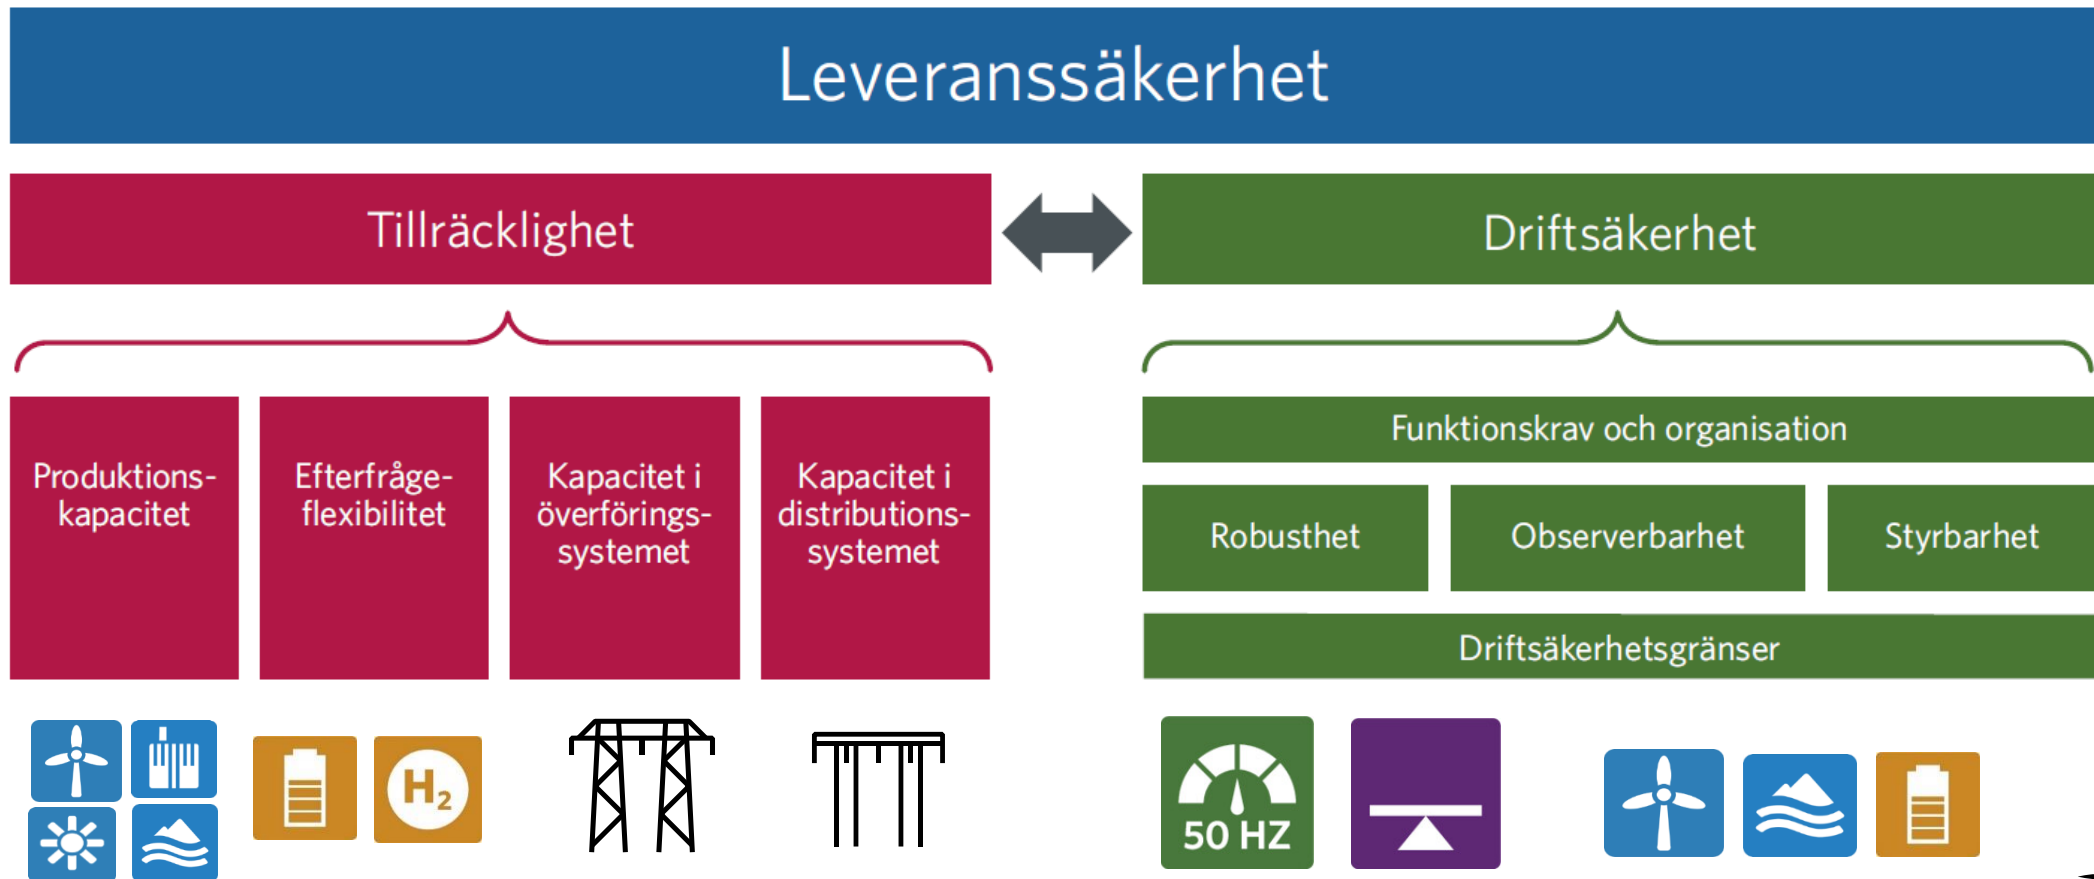 Leveranssäkerhet
Tillräcklighet
Driftsäkerhet
Produktions-
kapacitet
Efterfråge-
flexibilitet
Kapacitet i
överförings-
systemet
Kapacitet i
distributions-
systemet
Funktionskrav och organisation
Robusthet
Observerbarhet
Styrbarhet
Driftsäkerhetsgränser
H₂
50 HZ